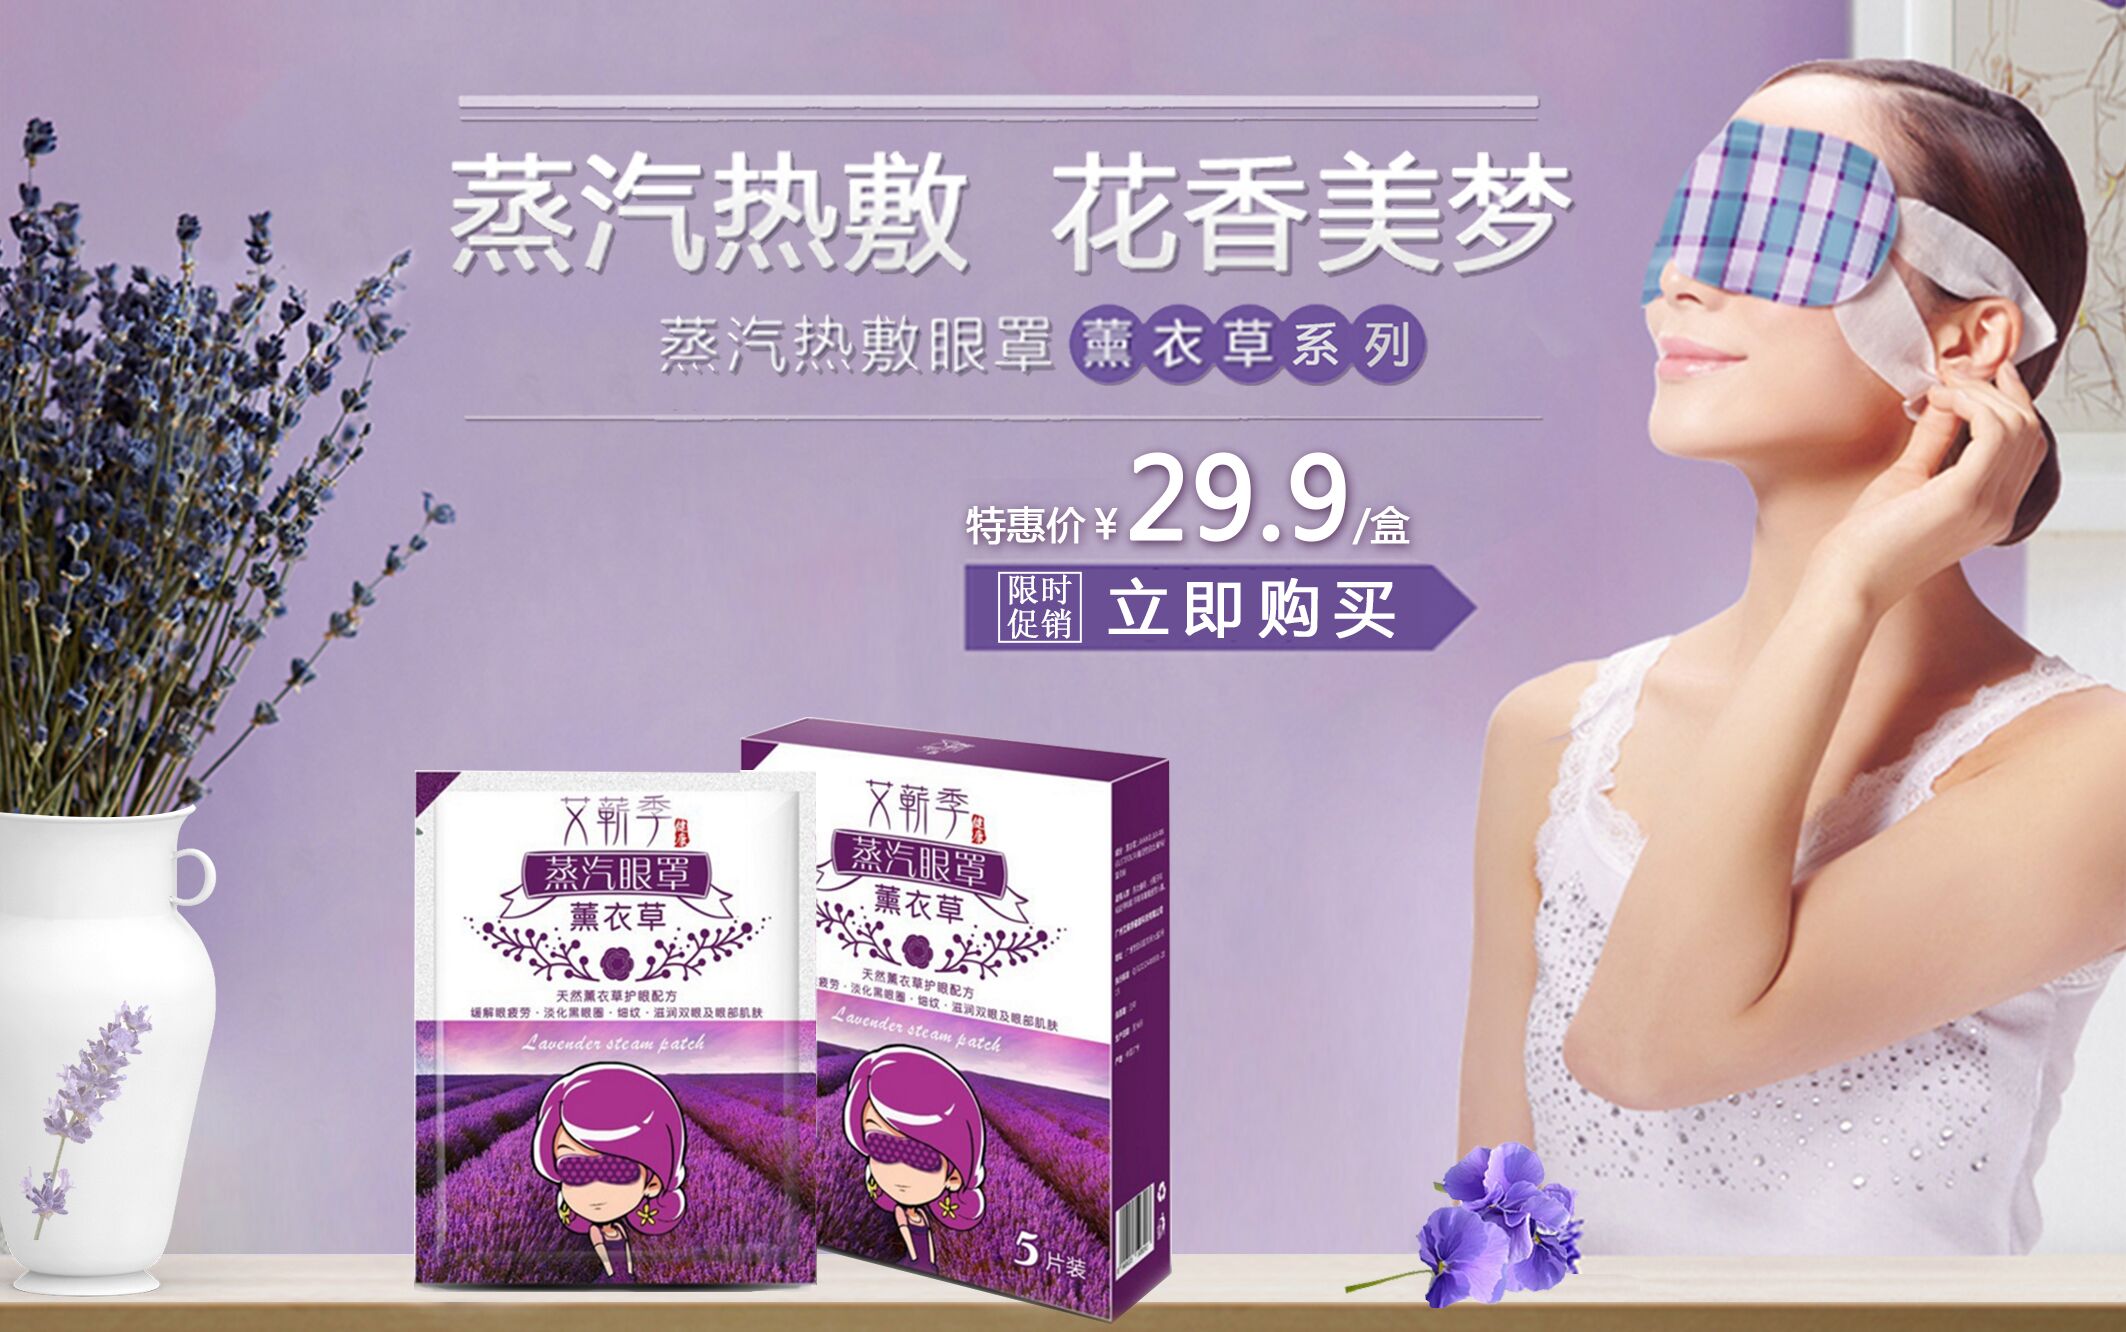 蒸汽热敷 花香美梦
蒸汽热敷眼罩 薰衣草系列
特惠价¥29.9/盒
限时促销 立即购买
艾蕲季
健康
蒸汽眼罩
薰衣草
天然薰衣草护眼配方
缓解眼疲劳·淡化黑眼圈·细纹·滋润双眼及眼部肌肤
Lavender steam patch
艾蕲季
健康
蒸汽眼罩
薰衣草
天然薰衣草护眼配方
疲劳·淡化黑眼圈·细纹·滋润双眼及眼部肌肤
Lavender steam patch
5片装